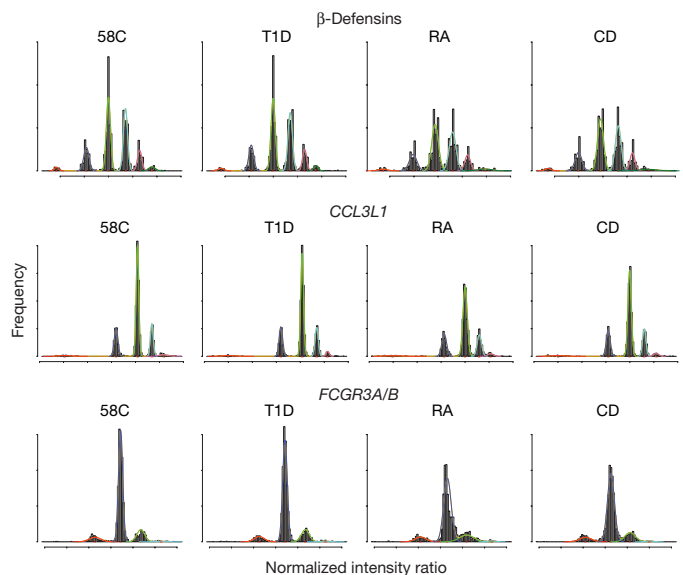 β-Defensins
58C T1D RA CD
CCL3L1
58C T1D RA CD
Frequency
FCGR3A/B
58C T1D RA CD
Normalized intensity ratio